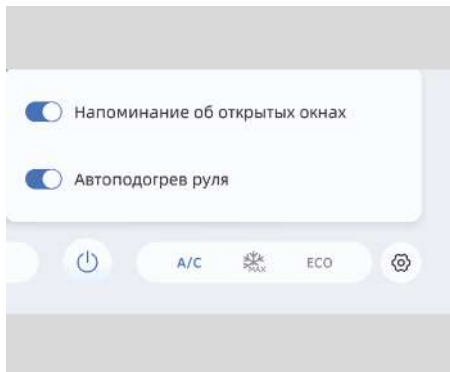 Напоминание об открытых окнах
Автоподогрев руля
A/C
MAX
ECO